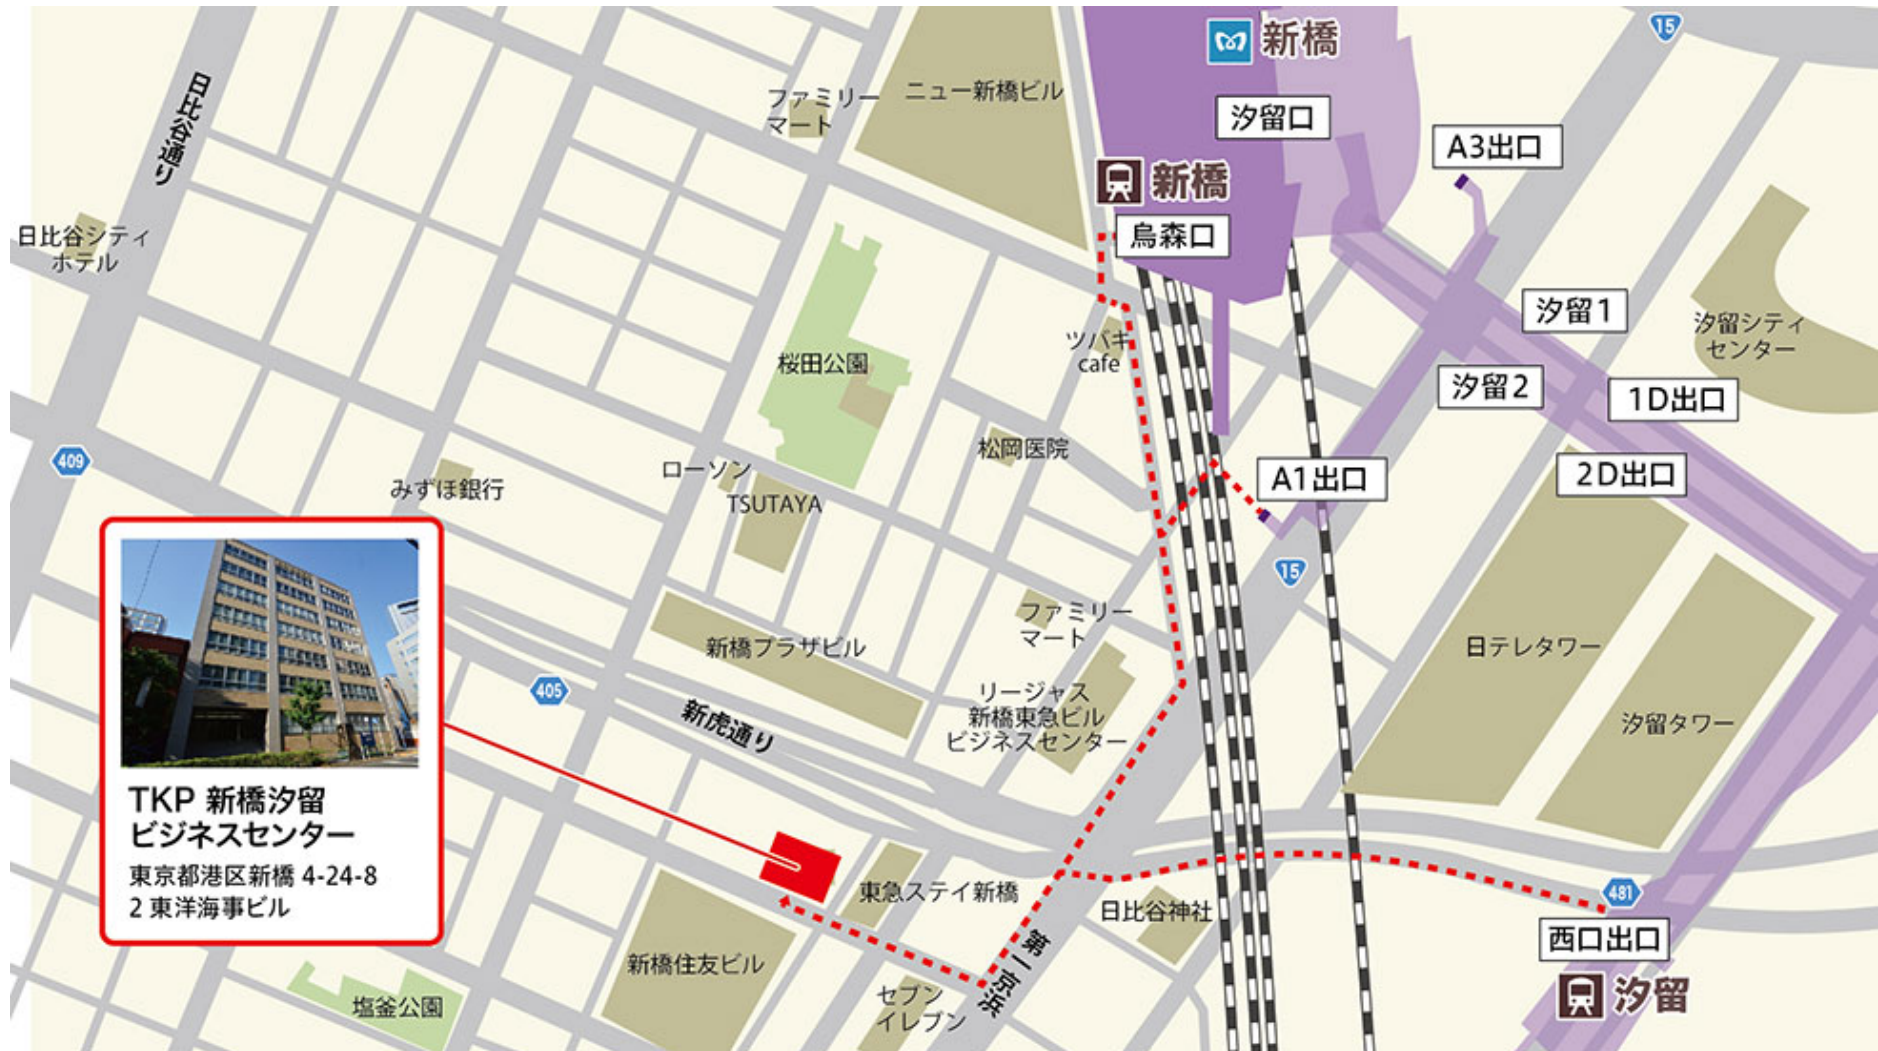 15
新橋
ニュー新橋ビル
ファミリー
マート
汐留口
A3出口
日比谷通り
新橋
烏森口
日比谷シティ
ホテル
汐留1
汐留シティ
センター
ツバキ
cafe
桜田公園
汐留2
1D出口
松岡医院
409
ローソン
みずほ銀行
TSUTAYA
A1出口
2D出口
15
ファミリー
マート
新橋プラザビル
日テレタワー
405
リージャス
新橋東急ビル
ビジネスセンター
新虎通り
汐留タワー
TKP 新橋汐留
ビジネスセンター
東京都港区新橋 4-24-8
2 東洋海事ビル
東急ステイ新橋
日比谷神社
481
西口出口
新橋住友ビル
第一京浜
セブン
イレブン
塩釜公園
汐留